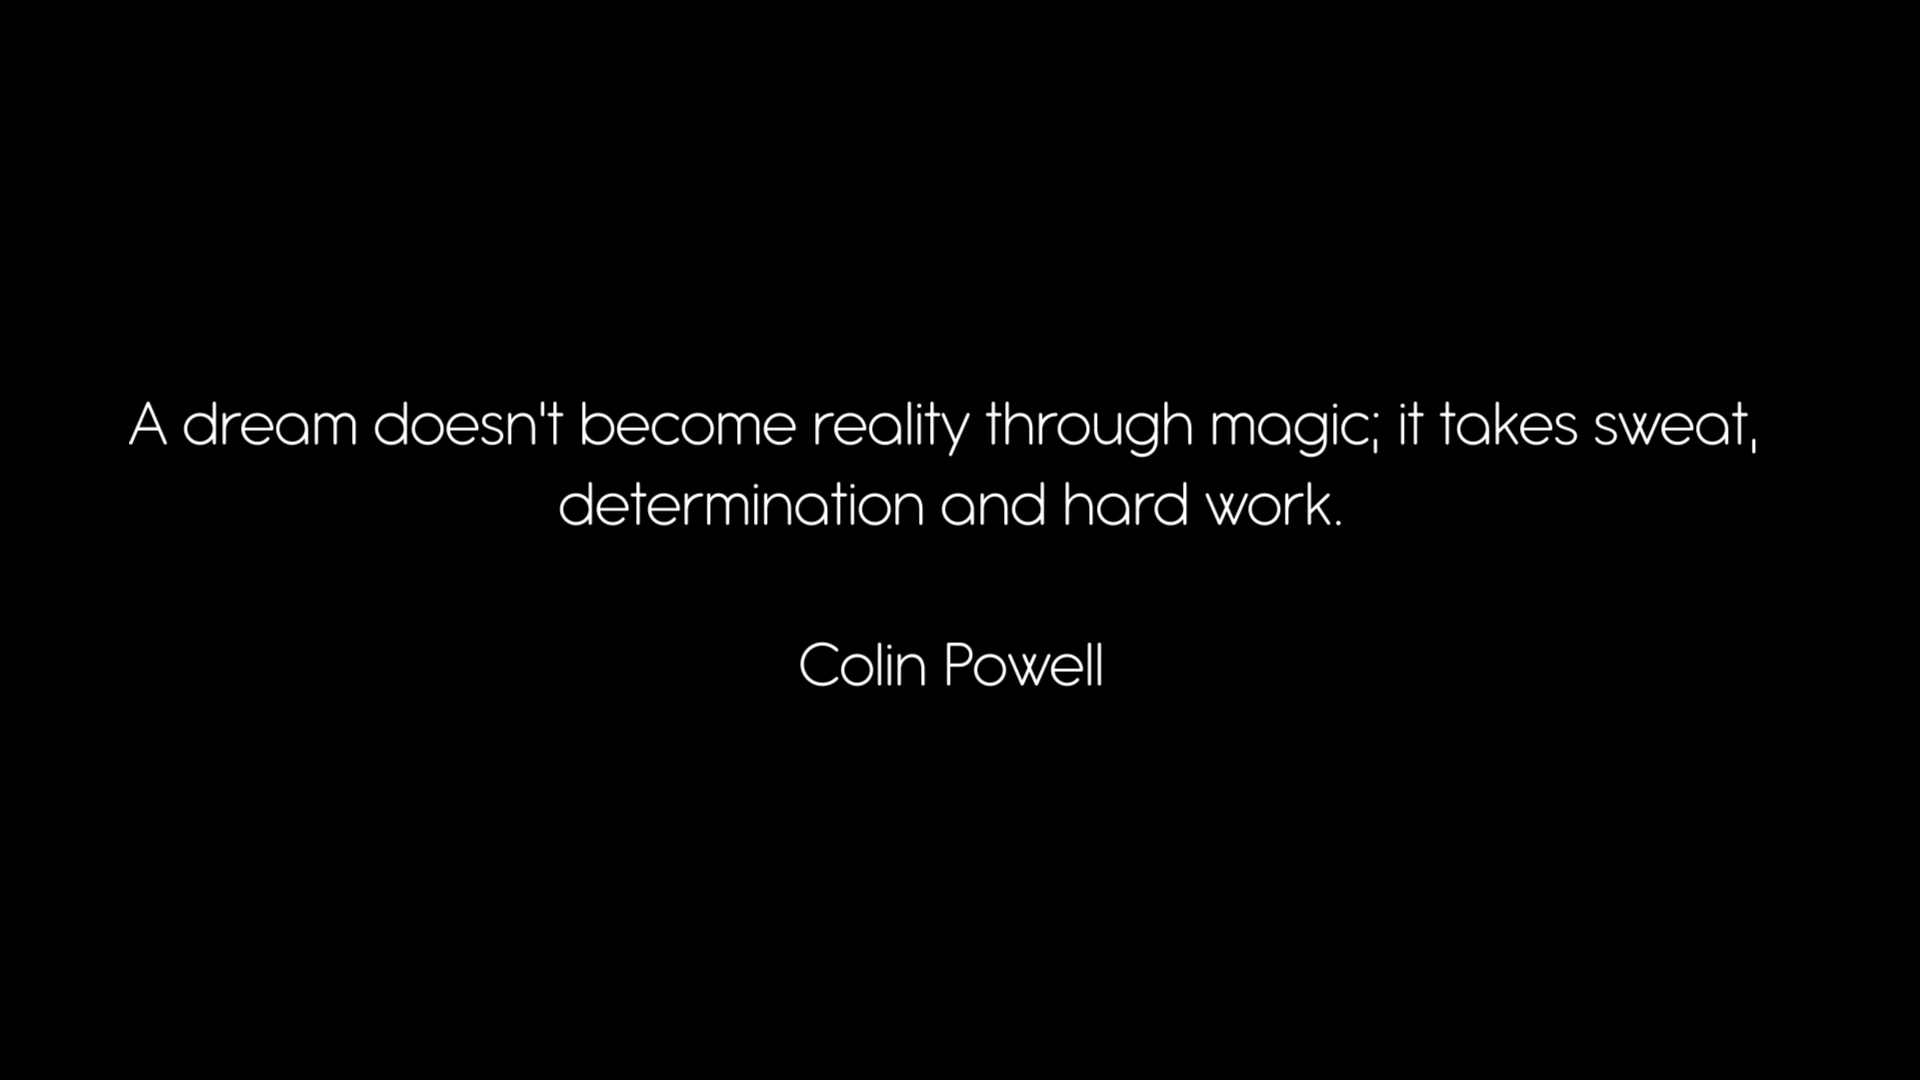 A dream doesn't become reality through magic; it takes sweat,
determination and hard work.
Colin Powell